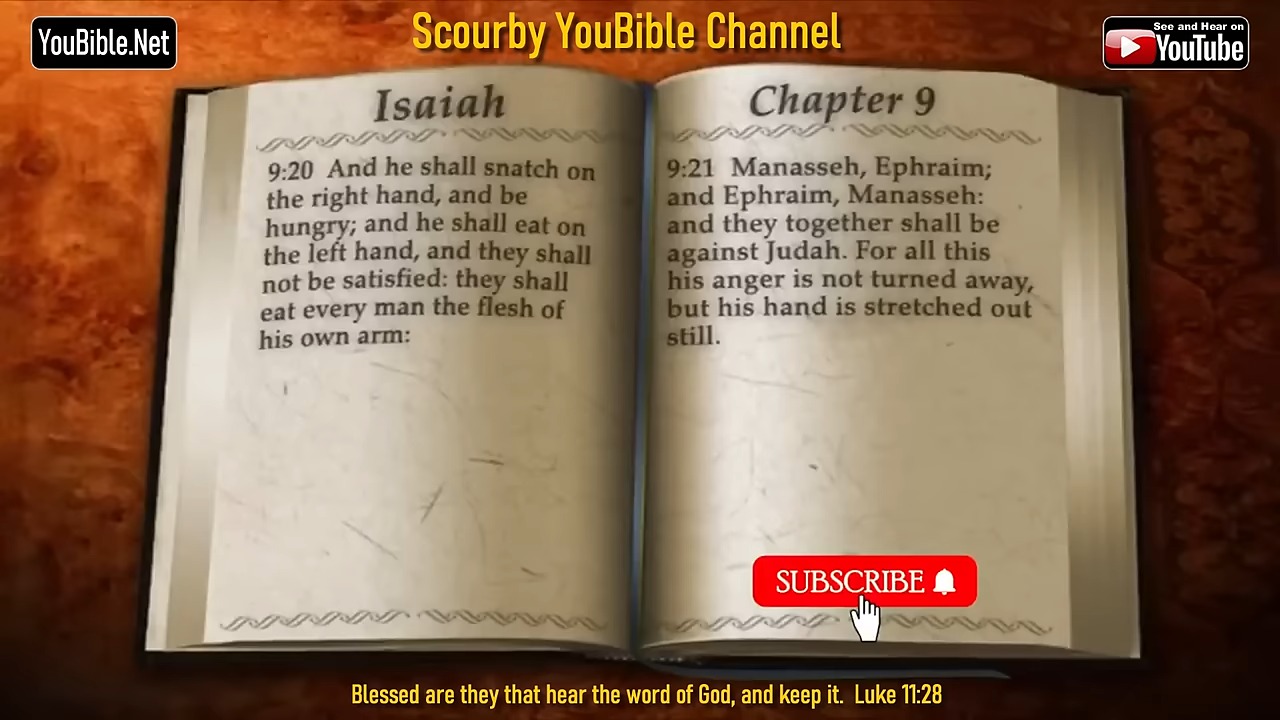 YouBible.Net
Scourby YouBible Channel
See and Hear on
YouTube
Isaiah
9:20 And he shall snatch on
the right hand, and be
hungry; and he shall eat on
the left hand, and they shall
not be satisfied: they shall
eat every man the flesh of
his own arm:
Chapter 9
9:21 Manasseh, Ephraim;
and Ephraim, Manasseh:
and they together shall be
against Judah. For all this
his anger is not turned away,
but his hand is stretched out
still.
SUBSCRIBE
Blessed are they that hear the word of God, and keep it. Luke 11:28